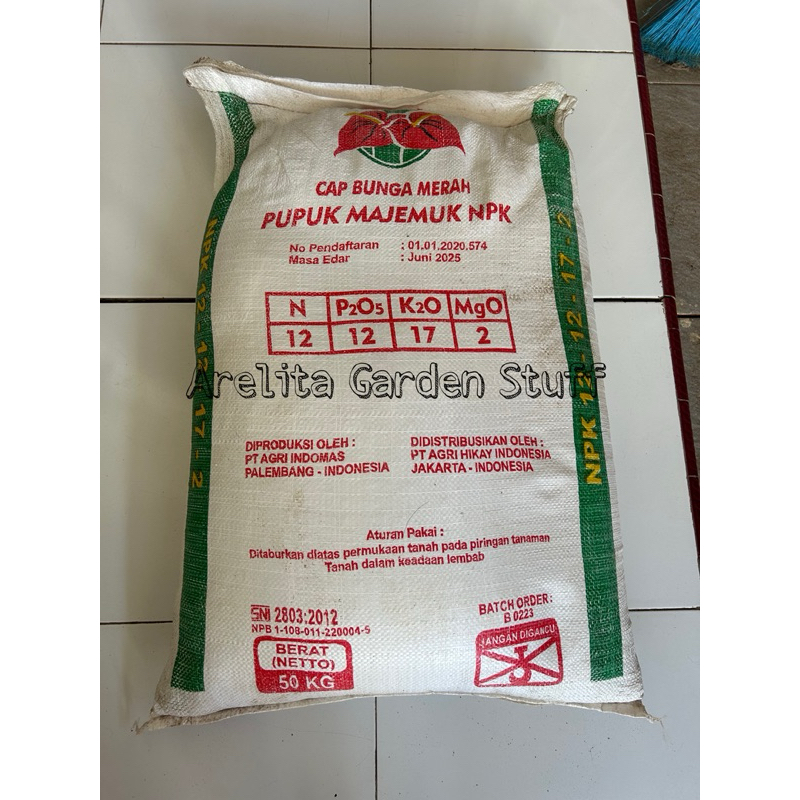 CAP BUNGA MERAH
PUPUK MAJEMUK NPK
No Pendaftaran : 01.01.2020.574
Masa Edar : Juni 2025
N P2O5 K2O MgO
12 12 17 2
Arelita Garden Stuff
DIPRODUKSI OLEH :
PT AGRI INDOMAS
PALEMBANG - INDONESIA
DIDISTRIBUSIKAN OLEH :
PT AGRI HIKAY INDONESIA
JAKARTA - INDONESIA
Aturan Pakai :
Ditaburkan diatas permukaan tanah pada piringan tanaman
Tanah dalam keadaan lembab
SNI 2803:2012
NPB 1-108-011-220004-5
BERAT
(NETTO)
50 KG
BATCH ORDER:
B 0223
JANGAN DIGANCU
NPK 12 12 - 17 - 2
NPK 12 - 12 - 17 - 2